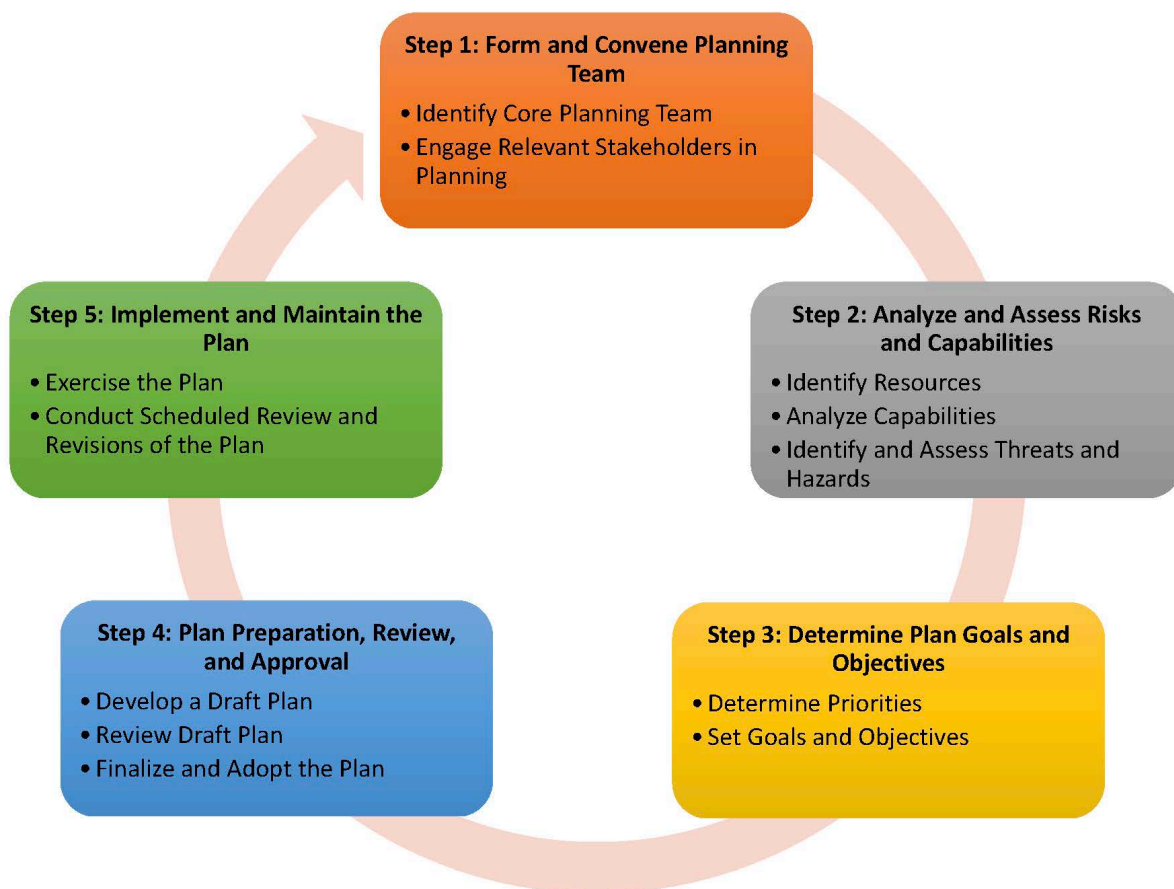 Step 1: Form and Convene Planning
Team
• Identify Core Planning Team
• Engage Relevant Stakeholders in
Planning
Step 2: Analyze and Assess Risks
and Capabilities
• Identify Resources
• Analyze Capabilities
• Identify and Assess Threats and
Hazards
Step 3: Determine Plan Goals and
Objectives
• Determine Priorities
• Set Goals and Objectives
Step 4: Plan Preparation, Review,
and Approval
• Develop a Draft Plan
• Review Draft Plan
• Finalize and Adopt the Plan
Step 5: Implement and Maintain the
Plan
• Exercise the Plan
• Conduct Scheduled Review and
Revisions of the Plan